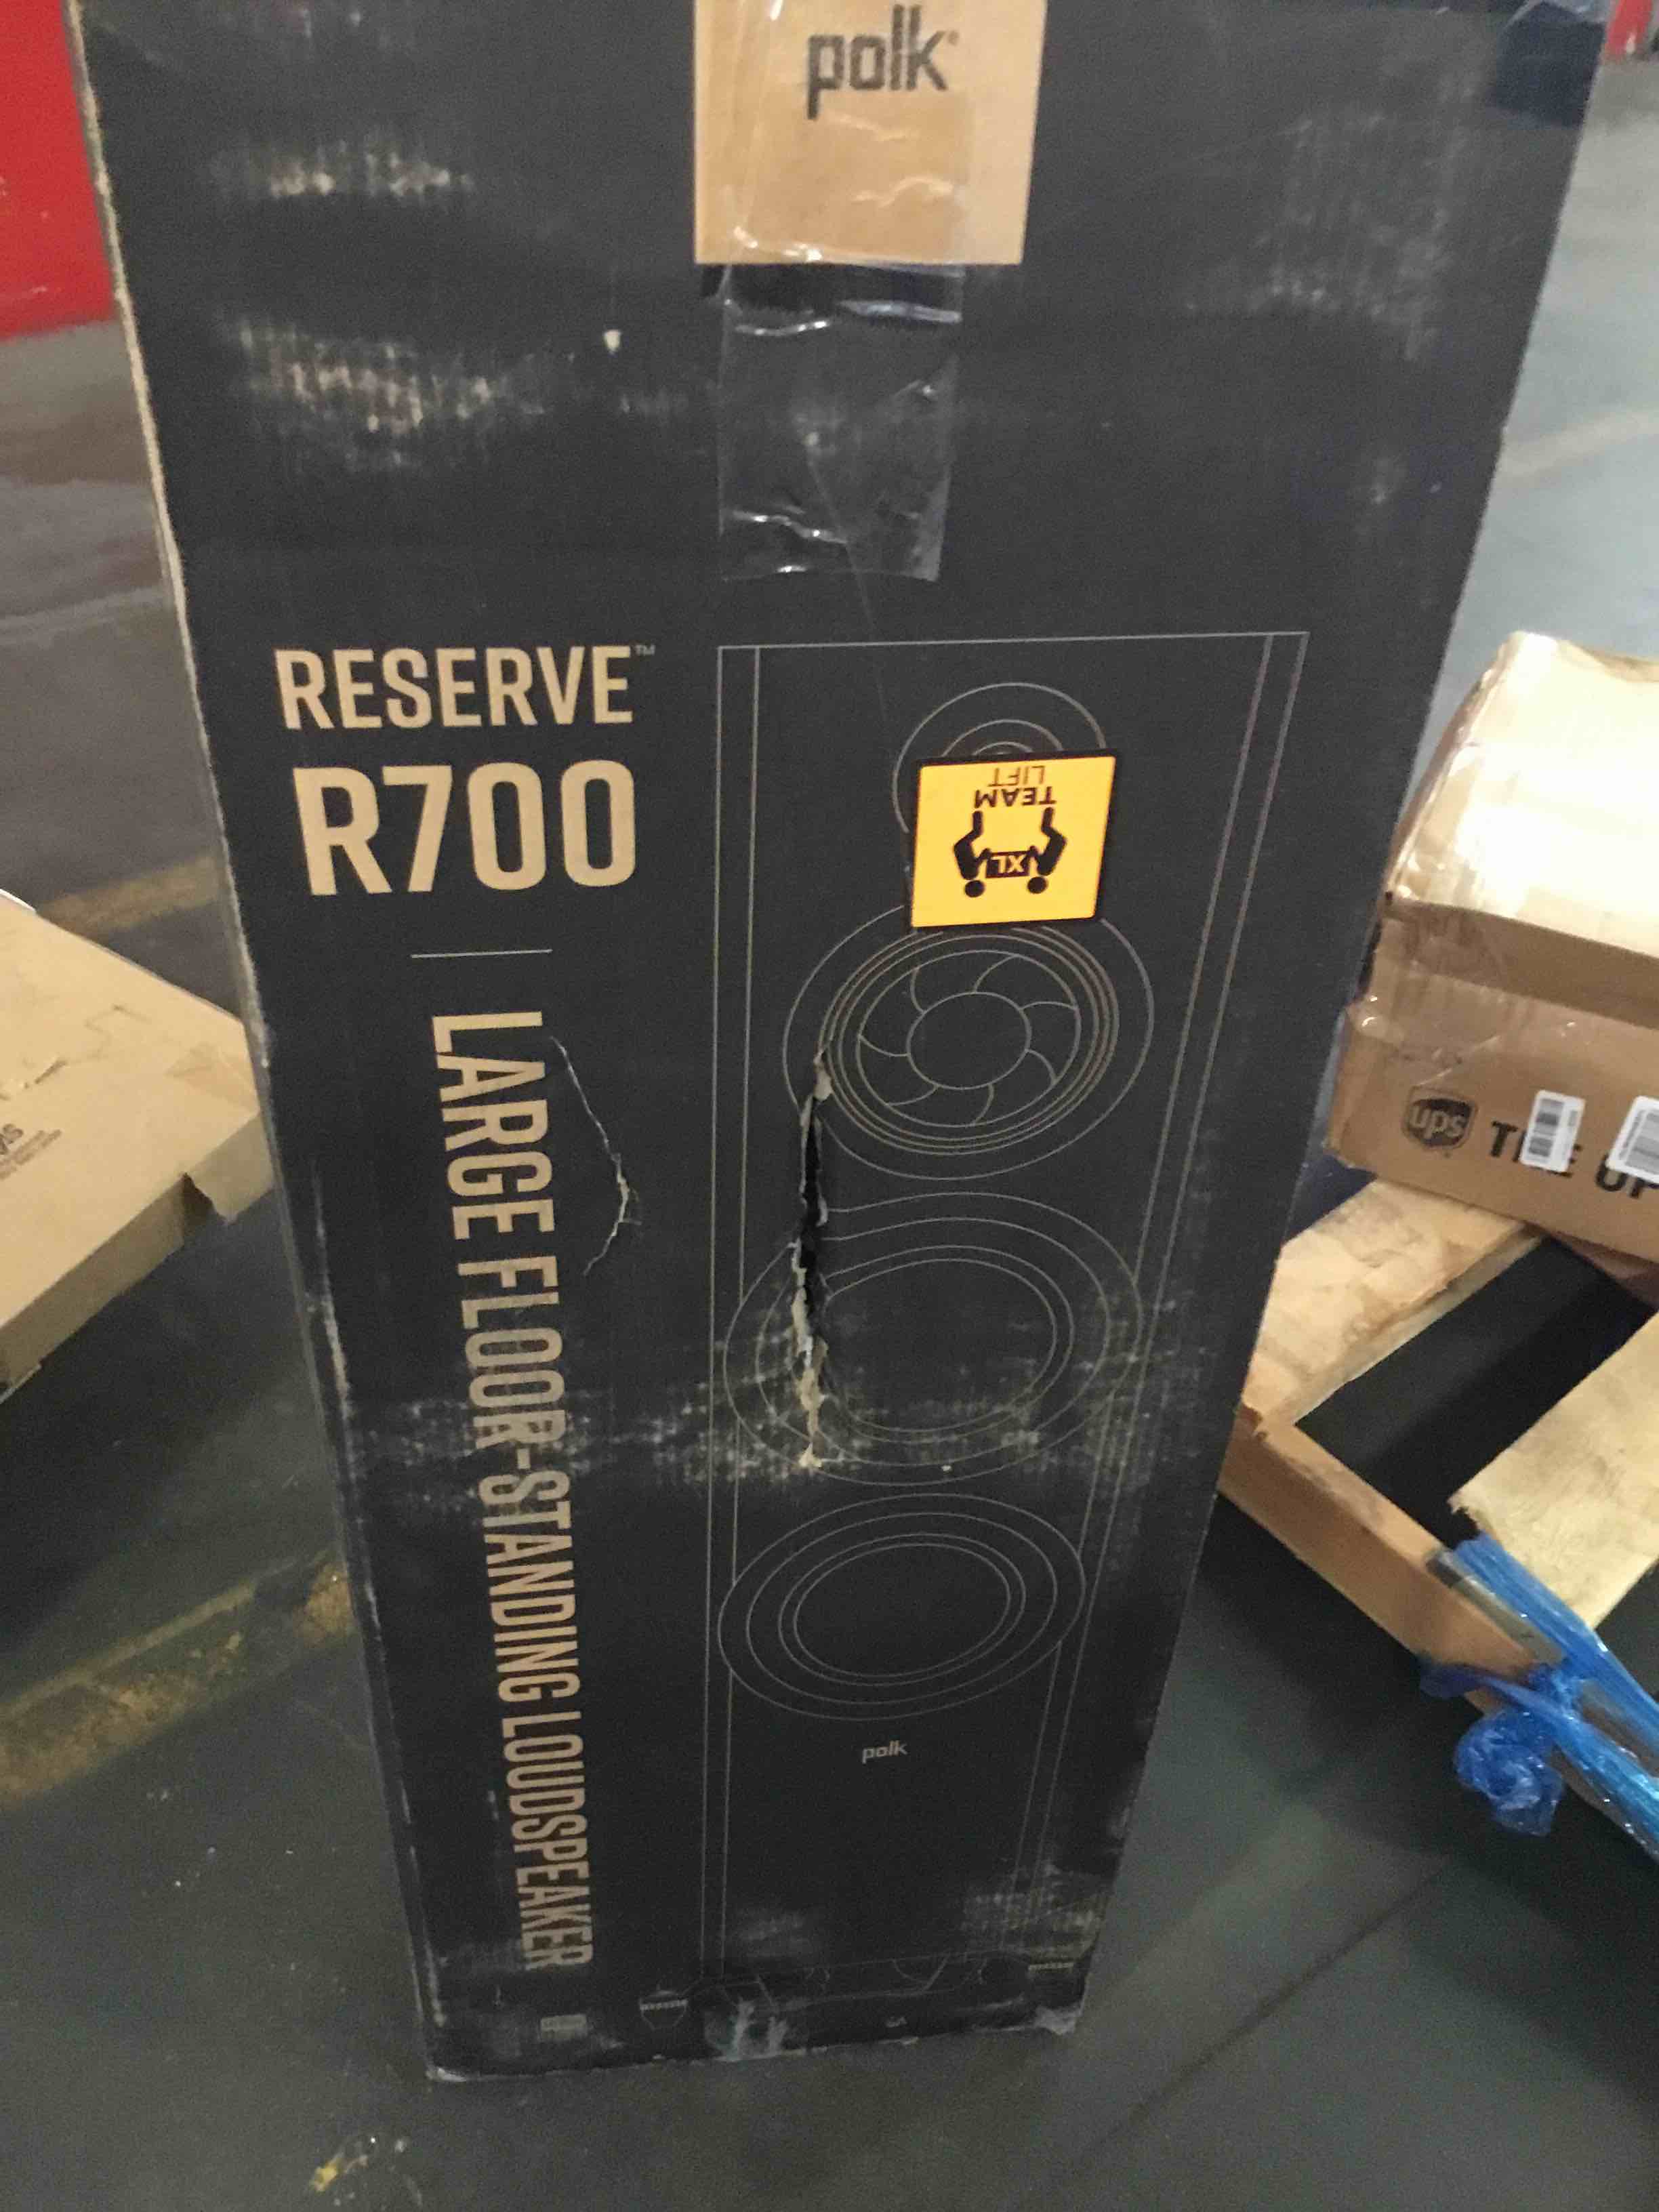 polk
RESERVE™
R700
LARGE FLOOR-STANDING LOUDSPEAKER
TEAM
LIFT
XL
polk
ups